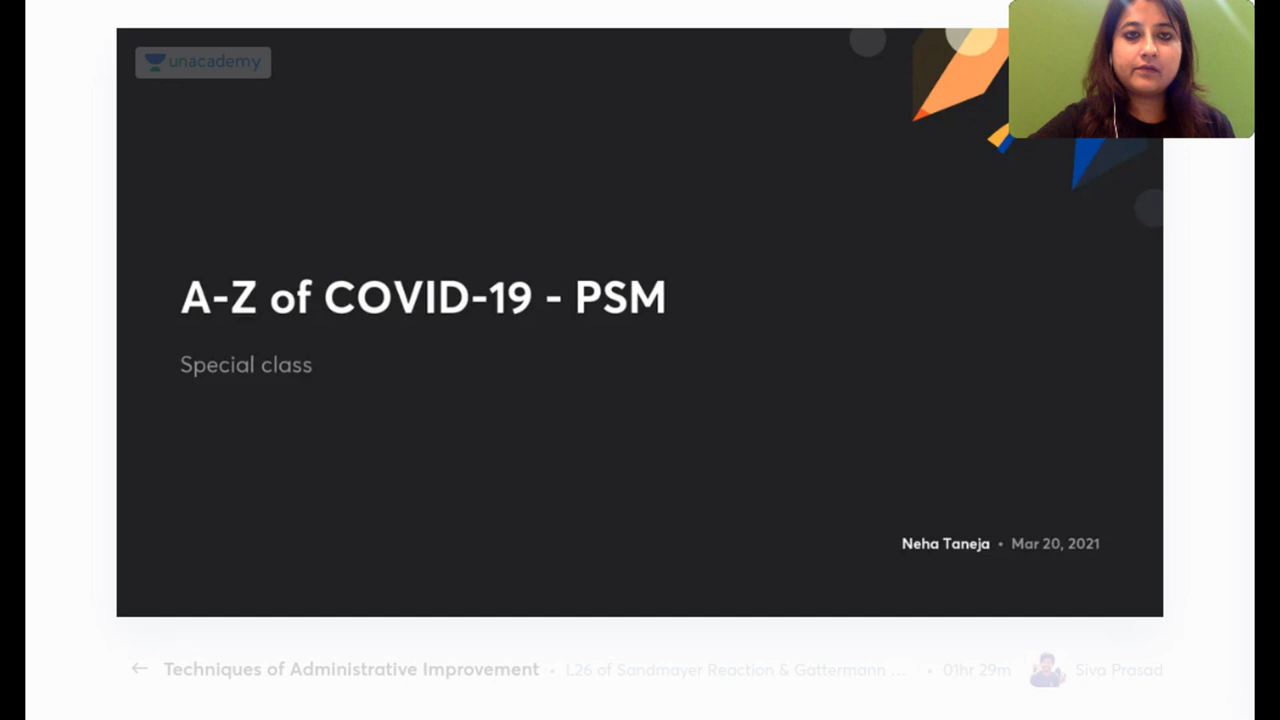 unacademy
A-Z of COVID-19 - PSM
Special class
Neha Taneja • Mar 20, 2021
← Techniques of Administrative Improvement • L26 of Sandmayer Reaction & Gattermann ... • 01hr 29m Siva Prasad